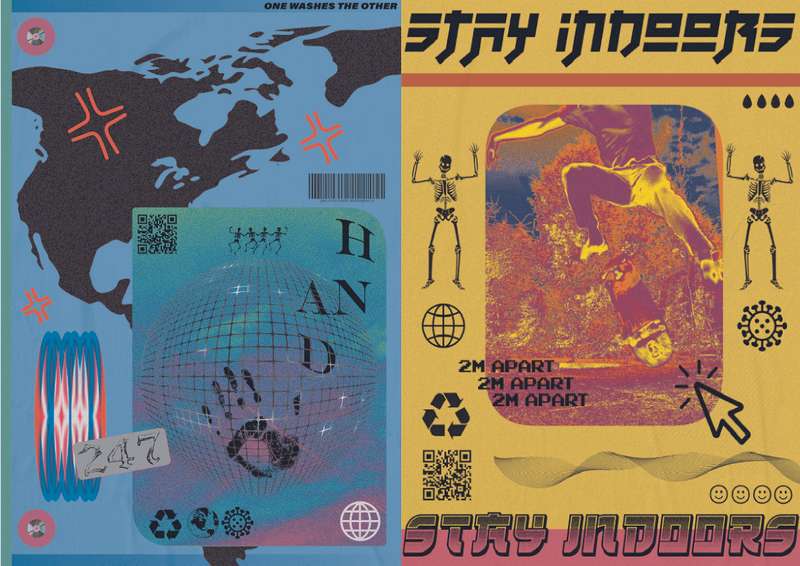 ONE WASHES THE OTHER
H
AN
D
247
STAY INDOORS
2M APART
2M APART
2M APART
STAY INDOORS